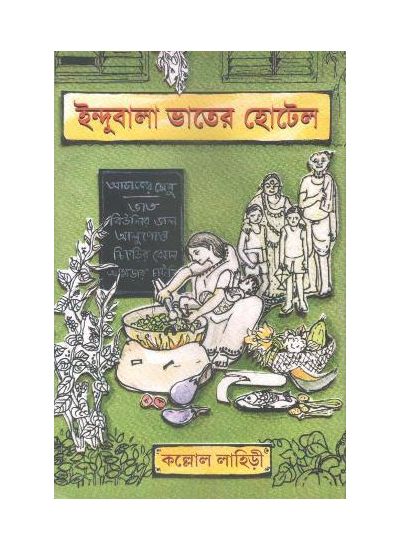 ইন্দুবালা ভাতের হোটেল
আজকের মেনু
ভাত
বিউলির ডাল
আলুপোস্ত
কল্লোল লাহিড়ী